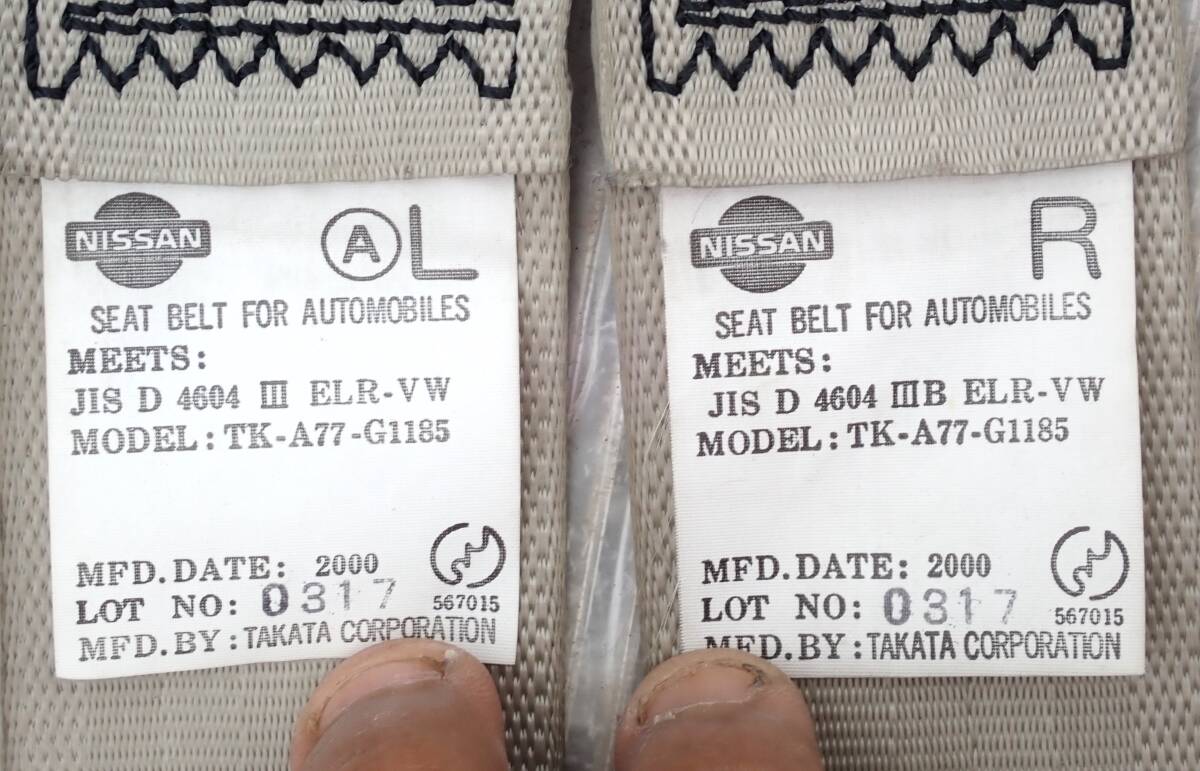 NISSAN
Ⓐ L
SEAT BELT FOR AUTOMOBILES
MEETS:
JIS D 4604 III ELR-VW
MODEL: TK-A77-G1185
MFD. DATE: 2000
LOT NO: 0317
567015
MFD. BY: TAKATA CORPORATION
NISSAN
R
SEAT BELT FOR AUTOMOBILES
MEETS:
JIS D 4604 IIIB ELR-VW
MODEL: TK-A77-G1185
MFD. DATE: 2000
LOT NO: 0317
567015
MFD. BY: TAKATA CORPORATION